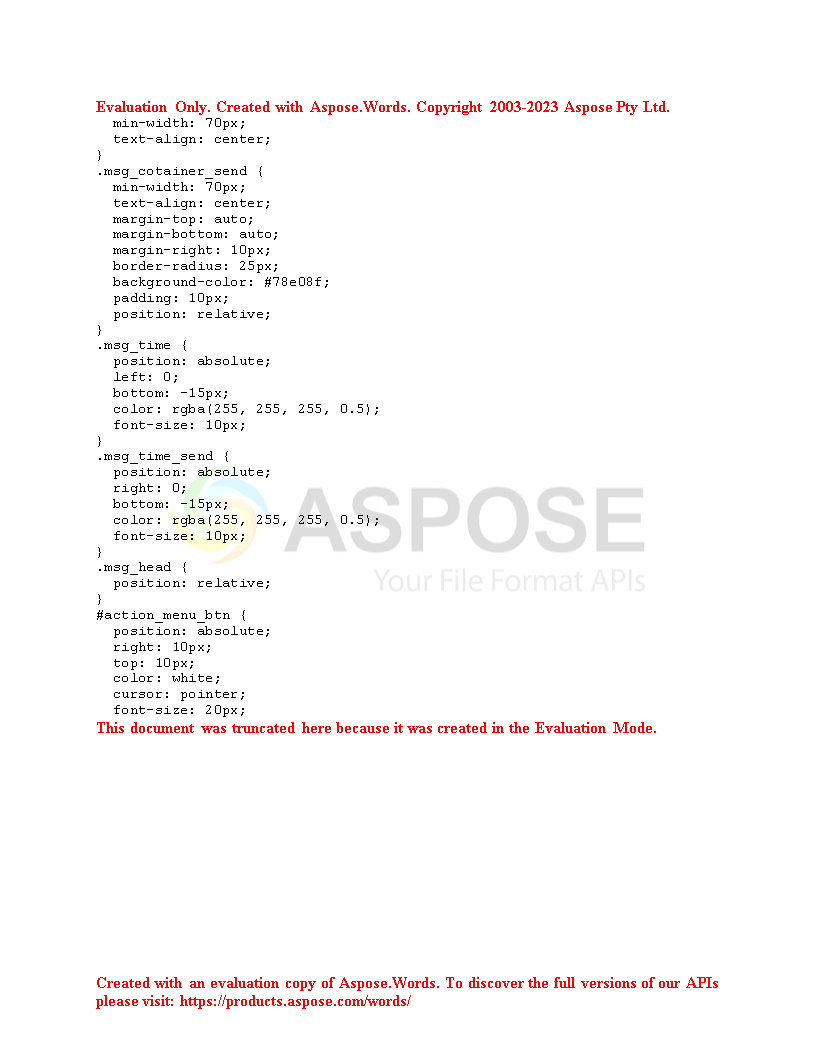 Evaluation Only. Created with Aspose.Words. Copyright 2003-2023 Aspose Pty Ltd.
  min-width: 70px;
  text-align: center;
}
.msg_cotainer_send {
  min-width: 70px;
  text-align: center;
  margin-top: auto;
  margin-bottom: auto;
  margin-right: 10px;
  border-radius: 25px;
  background-color: #78e08f;
  padding: 10px;
  position: relative;
}
.msg_time {
  position: absolute;
  left: 0;
  bottom: -15px;
  color: rgba(255, 255, 255, 0.5);
  font-size: 10px;
}
.msg_time_send {
  position: absolute;
  right: 0;
  bottom: -15px;
  color: rgba(255, 255, 255, 0.5);
  font-size: 10px;
}
ASPOSE
.msg_head {
  position: relative;
Your File Format APIs
}
#action_menu_btn {
  position: absolute;
  right: 10px;
  top: 10px;
  color: white;
  cursor: pointer;
  font-size: 20px;
This document was truncated here because it was created in the Evaluation Mode.
Created with an evaluation copy of Aspose.Words. To discover the full versions of our APIs
please visit: https://products.aspose.com/words/